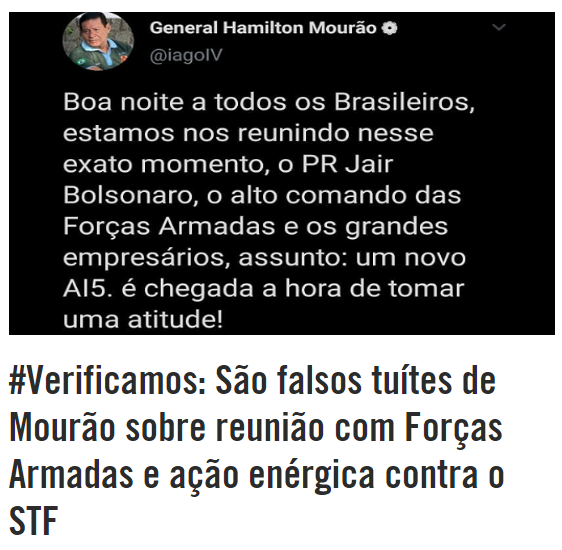 General Hamilton Mourão
@iagoIV
Boa noite a todos os Brasileiros,
estamos nos reunindo nesse
exato momento, o PR Jair
Bolsonaro, o alto comando das
Forças Armadas e os grandes
empresários, assunto: um novo
AI5. é chegada a hora de tomar
uma atitude!
#Verificamos: São falsos tuítes de
Mourão sobre reunião com Forças
Armadas e ação enérgica contra o
STF